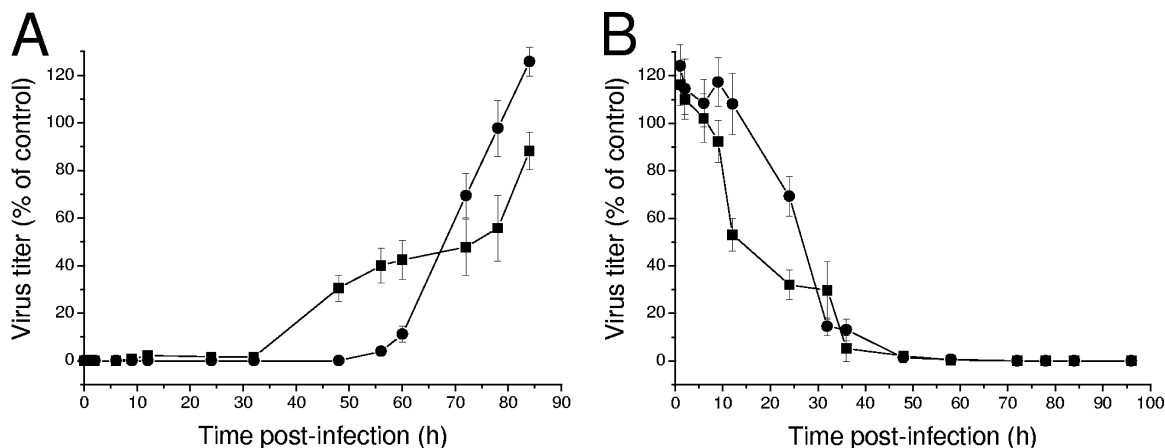 A
Virus titer (% of control)
120
100
80
60
40
20
0
0 10 20 30 40 50 60 70 80 90
Time post-infection (h)
B
Virus titer (% of control)
120
100
80
60
40
20
0
0 10 20 30 40 50 60 70 80 90 100
Time post-infection (h)